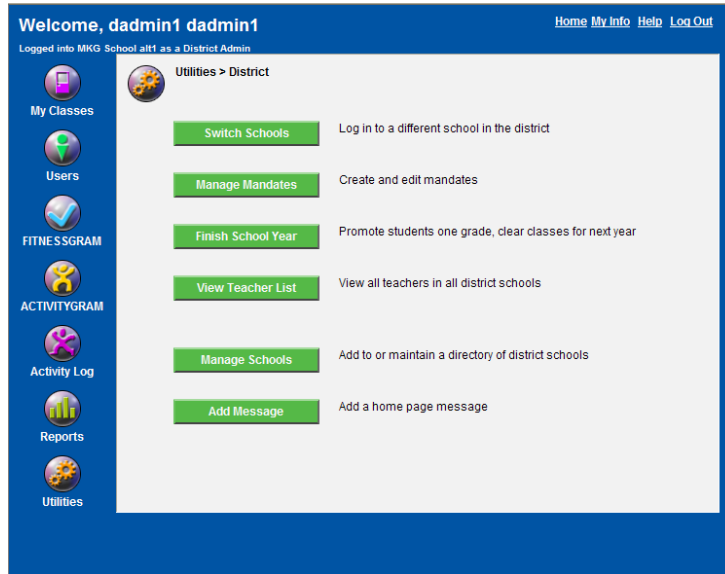 Welcome, dadmin1 dadmin1
Home My Info Help Log Out
Logged into MKG School alt1 as a District Admin
Utilities > District
My Classes
Users
FITNESSGRAM
ACTIVITYGRAM
Activity Log
Reports
Utilities
Switch Schools Log in to a different school in the district
Manage Mandates Create and edit mandates
Finish School Year Promote students one grade, clear classes for next year
View Teacher List View all teachers in all district schools
Manage Schools Add to or maintain a directory of district schools
Add Message Add a home page message